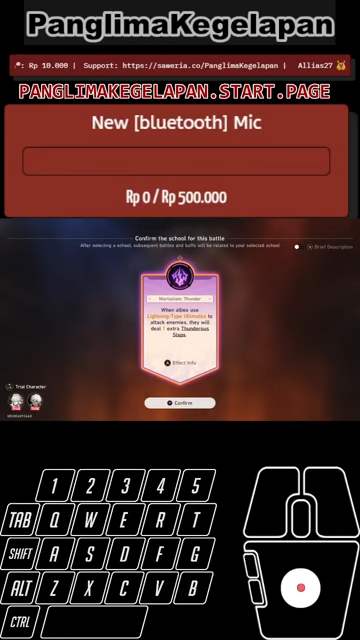 PanglimaKegelapan
: Rp 10.000 | Support: https://saweria.co/PanglimaKegelapan | Allias27
PANGLIMAKEGELAPAN.START.PAGE
New [bluetooth] Mic
Rp 0 / Rp 500.000
Confirm the school for this battle
After selecting a school, subsequent battles and buffs will be related to your selected school
Brief Description
Martialism: Thunder
When allies use
Lightning-Type Ultimates to
attack enemies, they will
deal 1 extra Thunderous
Slaps.
Effect Info
Trial Character
Confirm
1 2 3 4 5
TAB Q W E R T
SHIFT A S D F G
ALT Z X C V B
CTRL